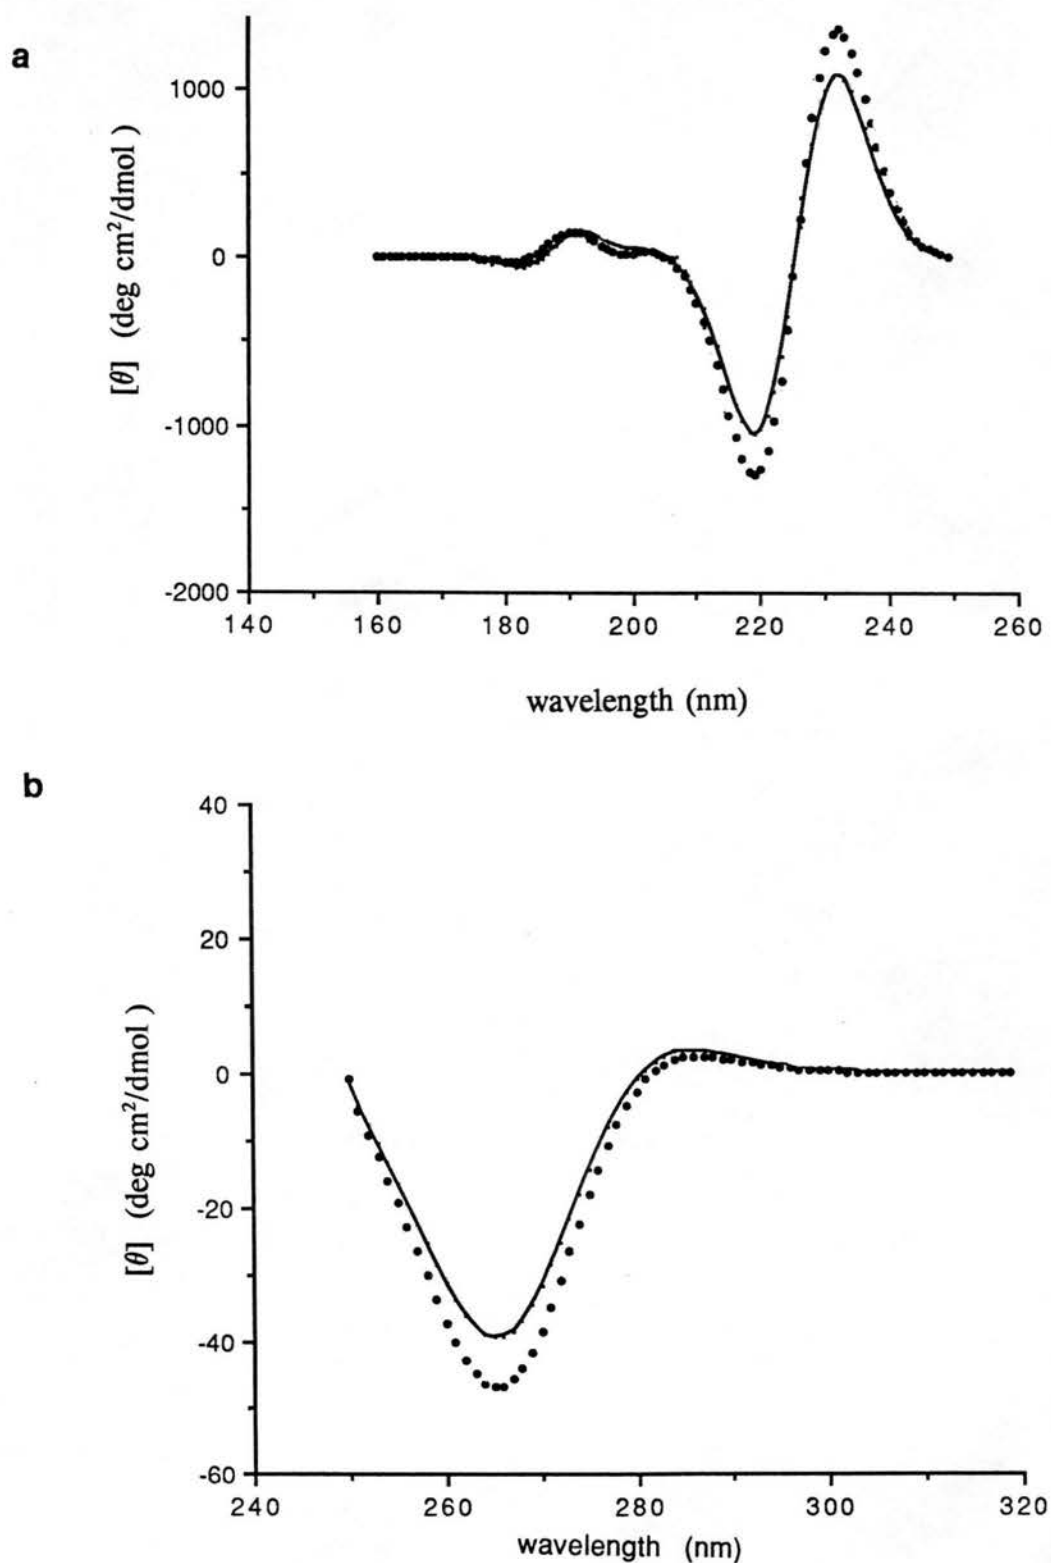 a
1000
0
-1000
-2000
[θ] (deg cm²/dmol )
140 160 180 200 220 240 260
wavelength (nm)
b
40
20
0
-20
-40
-60
[θ] (deg cm²/dmol )
240 260 280 300 320
wavelength (nm)